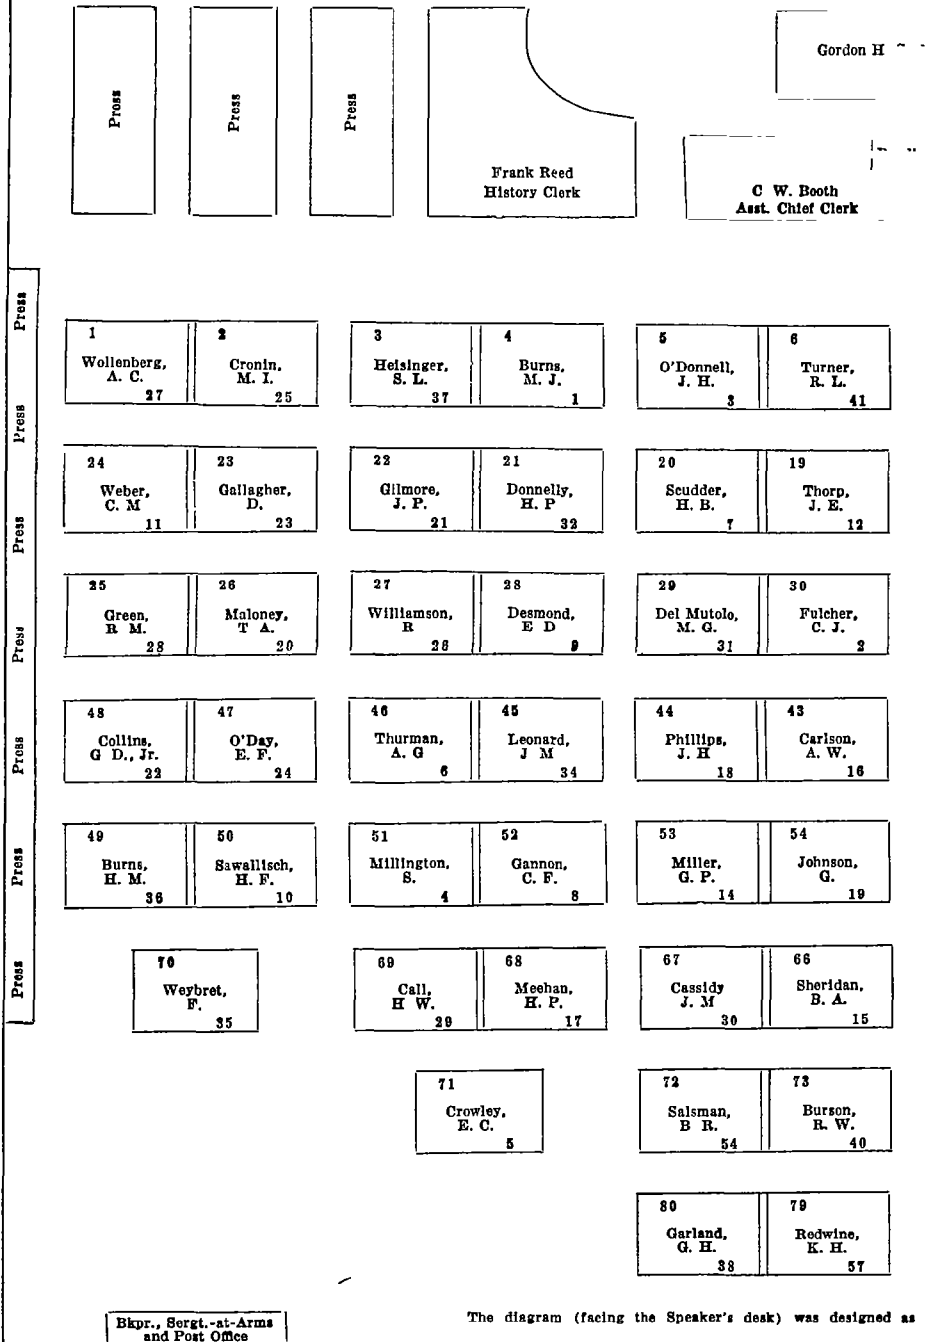 Press
Press
Press
Frank Reed
History Clerk
Gordon H
C W. Booth
Asst. Chief Clerk
Press
Press
Press
Press
Press
Press
Press
1
Wollenberg,
A. C.
27
2
Cronin,
M. I.
25
3
Heisinger,
S. L.
37
4
Burns,
M. J.
1
5
O'Donnell,
J. H.
3
6
Turner,
R. L.
41
24
Weber,
C. M
11
23
Gallagher,
D.
23
22
Gilmore,
J. P.
21
21
Donnelly,
H. P
32
20
Scudder,
H. B.
7
19
Thorp,
J. E.
12
25
Green,
R M.
28
26
Maloney,
T A.
20
27
Williamson,
R
26
28
Desmond,
E D
9
29
Del Mutolo,
M. G.
31
30
Fulcher,
C. J.
2
48
Collins,
G D., Jr.
22
47
O'Day,
E. F.
24
46
Thurman,
A. G
6
45
Leonard,
J M
34
44
Phillips,
J. H
18
43
Carlson,
A. W.
16
49
Burns,
H. M.
36
50
Sawallisch,
H. F.
10
51
Millington,
S.
4
52
Gannon,
C. F.
8
53
Miller,
G. P.
14
54
Johnson,
G.
19
70
Weybret,
F.
35
69
Call,
H W.
29
68
Meehan,
H. P.
17
67
Cassidy
J. M
30
66
Sheridan,
B. A.
15
71
Crowley,
E. C.
5
72
Salsman,
B R.
54
73
Burson,
R. W.
40
80
Garland,
G. H.
38
79
Redwine,
K. H.
57
Bkpr., Sergt.-at-Arms
and Post Office
The diagram (facing the Speaker's desk) was designed as